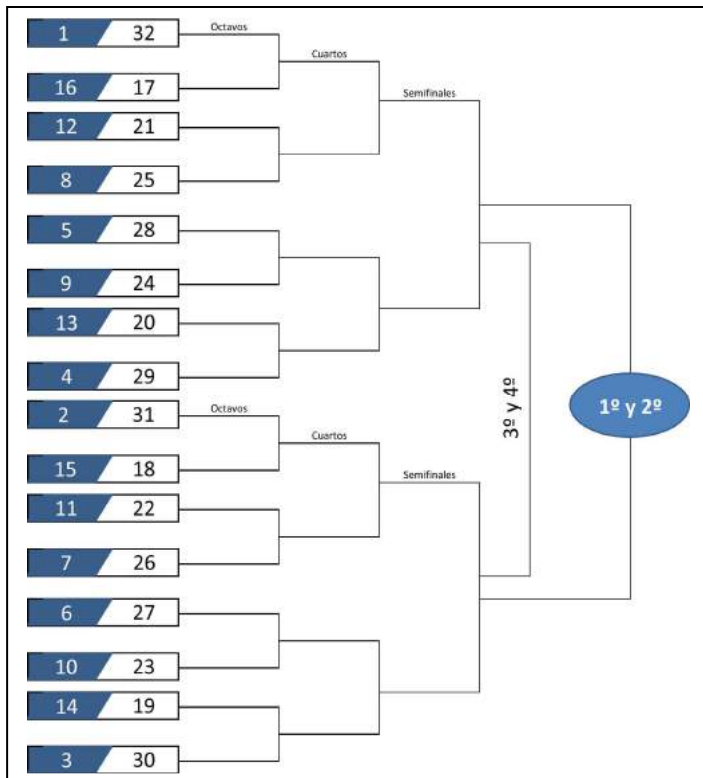 1 32 Octavos
Cuartos
16 17
Semifinales
12 21
8 25
5 28
9 24
13 20
4 29
3º y 4º
1º y 2º
2 31 Octavos
Cuartos
15 18
Semifinales
11 22
7 26
6 27
10 23
14 19
3 30